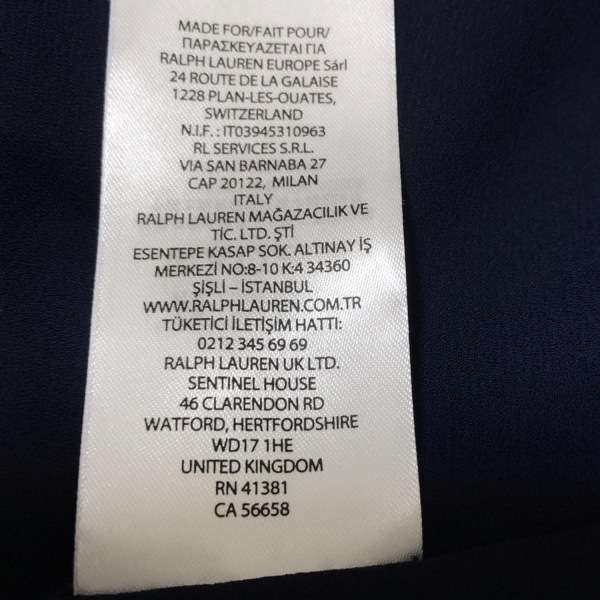 MADE FOR/FAIT POUR/
ΠΑΡΑΣΚΕΥΑΖΕΤΑΙ ΓΙΑ
RALPH LAUREN EUROPE Sárl
24 ROUTE DE LA GALAISE
1228 PLAN-LES-OUATES,
SWITZERLAND
N.I.F. : IT03945310963
RL SERVICES S.R.L.
VIA SAN BARNABA 27
CAP 20122, MILAN
ITALY
RALPH LAUREN MAĞAZACILIK VE
TİC. LTD. ŞTİ
ESENTEPE KASAP SOK. ALTINAY İŞ
MERKEZİ NO:8-10 K:4 34360
ŞİŞLİ – İSTANBUL
WWW.RALPHLAUREN.COM.TR
TÜKETİCİ İLETİŞİM HATTI:
0212 345 69 69
RALPH LAUREN UK LTD.
SENTINEL HOUSE
46 CLARENDON RD
WATFORD, HERTFORDSHIRE
WD17 1HE
UNITED KINGDOM
RN 41381
CA 56658